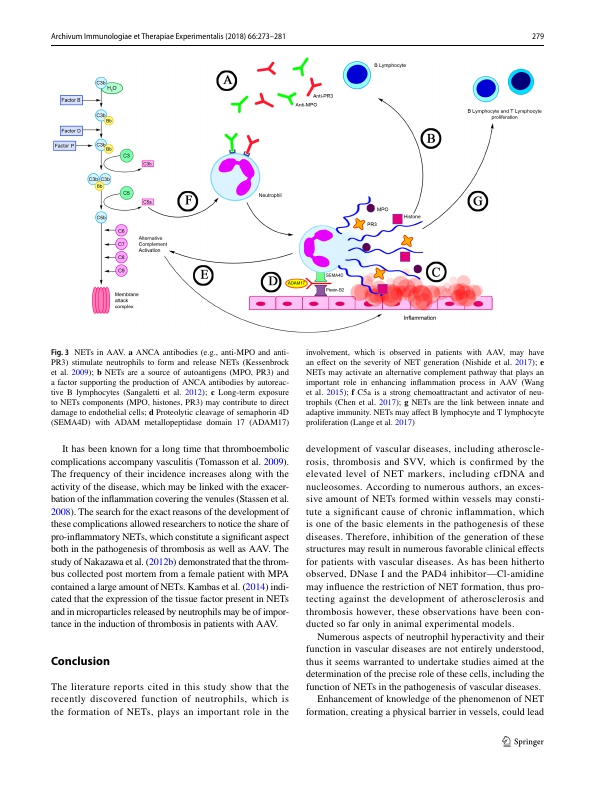 Archivum Immunologiae et Therapiae Experimentalis (2018) 66:273–281
279
A
B Lymphocyte
Anti-PR3
Anti-MPO
B Lymphocyte and T Lymphocyte
proliferation
C3b
H₂O
Factor B
C3b
Bb
Factor D
Factor P
C3b
Bb
C3
C3b
C3b C3b
Bb
C5
C5a
C5b
C6
C7
C8
C9
Membrane
attack
complex
Alternative
Complement
Activation
F
Neutrophil
B
G
MPO
Histone
PR3
E
D
C
SEMA4D
ADAM17
Plexin-B2
Inflammation
Fig. 3 NETs in AAV. a ANCA antibodies (e.g., anti-MPO and anti-
PR3) stimulate neutrophils to form and release NETs (Kessenbrock
et al. 2009); b NETs are a source of autoantigens (MPO, PR3) and
a factor supporting the production of ANCA antibodies by autoreac-
tive B lymphocytes (Sangaletti et al. 2012); c Long-term exposure
to NETs components (MPO, histones, PR3) may contribute to direct
damage to endothelial cells; d Proteolytic cleavage of semaphorin 4D
(SEMA4D) with ADAM metallopeptidase domain 17 (ADAM17)
involvement, which is observed in patients with AAV, may have
an effect on the severity of NET generation (Nishide et al. 2017); e
NETs may activate an alternative complement pathway that plays an
important role in enhancing inflammation process in AAV (Wang
et al. 2015); f C5a is a strong chemoattractant and activator of neu-
trophils (Chen et al. 2017); g NETs are the link between innate and
adaptive immunity. NETs may affect B lymphocyte and T lymphocyte
proliferation (Lange et al. 2017)
It has been known for a long time that thromboembolic
complications accompany vasculitis (Tomasson et al. 2009).
The frequency of their incidence increases along with the
activity of the disease, which may be linked with the exacer-
bation of the inflammation covering the venules (Stassen et al.
2008). The search for the exact reasons of the development of
these complications allowed researchers to notice the share of
pro-inflammatory NETs, which constitute a significant aspect
both in the pathogenesis of thrombosis as well as AAV. The
study of Nakazawa et al. (2012b) demonstrated that the throm-
bus collected post mortem from a female patient with MPA
contained a large amount of NETs. Kambas et al. (2014) indi-
cated that the expression of the tissue factor present in NETs
and in microparticles released by neutrophils may be of impor-
tance in the induction of thrombosis in patients with AAV.
Conclusion
The literature reports cited in this study show that the
recently discovered function of neutrophils, which is
the formation of NETs, plays an important role in the
development of vascular diseases, including atheroscle-
rosis, thrombosis and SVV, which is confirmed by the
elevated level of NET markers, including cfDNA and
nucleosomes. According to numerous authors, an exces-
sive amount of NETs formed within vessels may consti-
tute a significant cause of chronic inflammation, which
is one of the basic elements in the pathogenesis of these
diseases. Therefore, inhibition of the generation of these
structures may result in numerous favorable clinical effects
for patients with vascular diseases. As has been hitherto
observed, DNase I and the PAD4 inhibitor—Cl-amidine
may influence the restriction of NET formation, thus pro-
tecting against the development of atherosclerosis and
thrombosis however, these observations have been con-
ducted so far only in animal experimental models.
Numerous aspects of neutrophil hyperactivity and their
function in vascular diseases are not entirely understood,
thus it seems warranted to undertake studies aimed at the
determination of the precise role of these cells, including the
function of NETs in the pathogenesis of vascular diseases.
Enhancement of knowledge of the phenomenon of NET
formation, creating a physical barrier in vessels, could lead
Springer